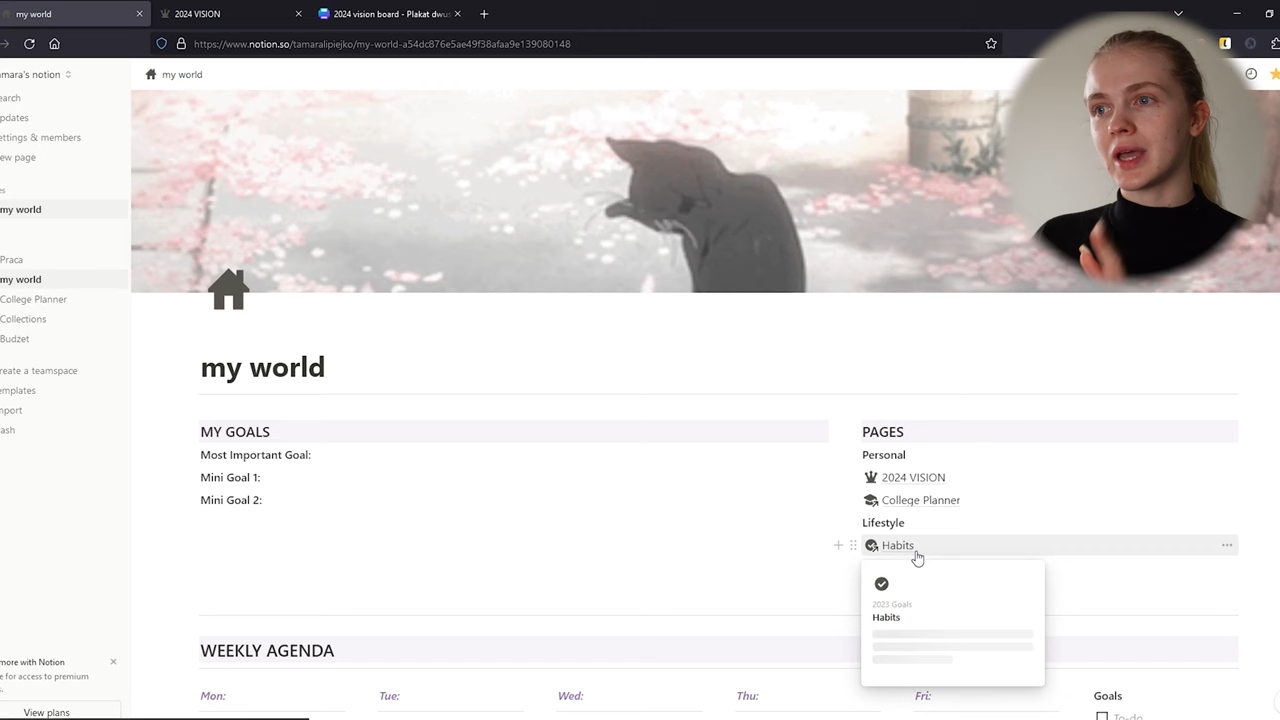 my world
2024 VISION
2024 vision board - Plakat dwus
https://www.notion.so/tamaralipiejko/my-world-a54dc876e5ae49f38afaa9e139080148
amara's notion
my world
earch
pdates
ettings & members
ew page
es
my world
Praca
my world
College Planner
Collections
Budzet
reate a teamspace
emplates
mport
ash
more with Notion
e for access to premium
s.
View plans
my world
MY GOALS
Most Important Goal:
Mini Goal 1:
Mini Goal 2:
PAGES
Personal
2024 VISION
College Planner
Lifestyle
Habits
2023 Goals
Habits
WEEKLY AGENDA
Mon:
Tue:
Wed:
Thu:
Fri:
Goals
To-do